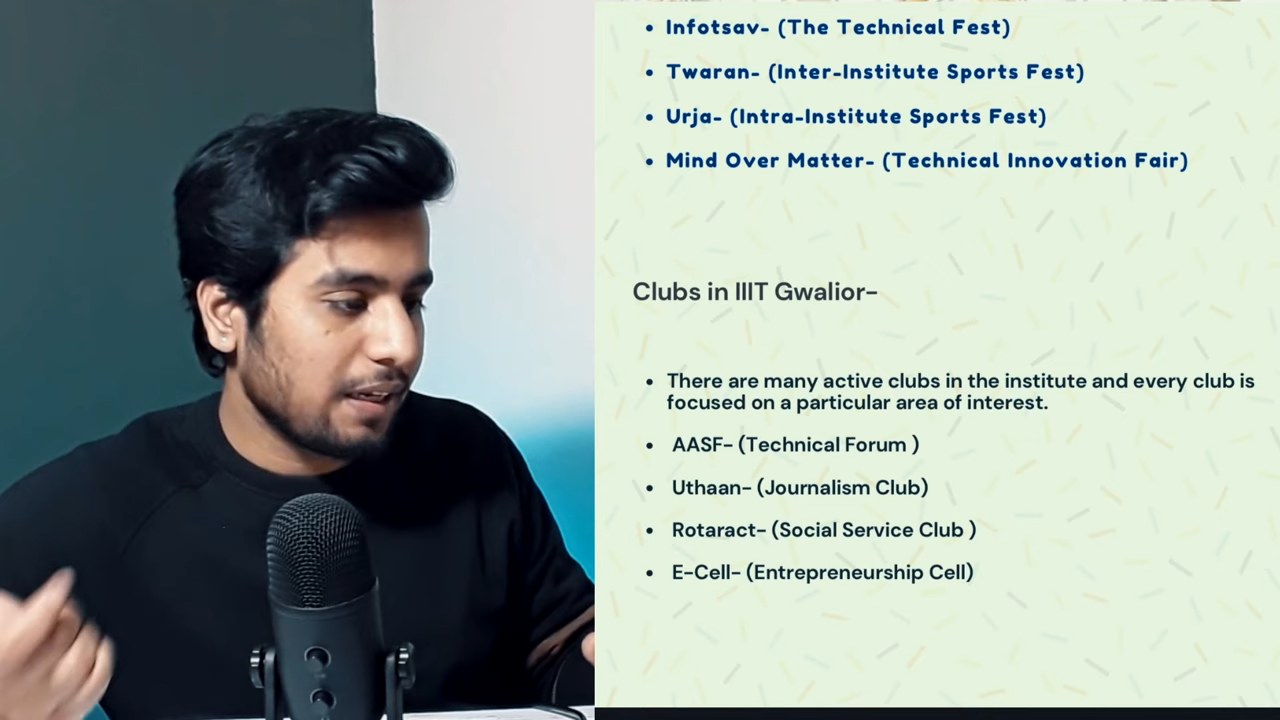 • Infotsav- (The Technical Fest)
• Twaran- (Inter-Institute Sports Fest)
• Urja- (Intra-Institute Sports Fest)
• Mind Over Matter- (Technical Innovation Fair)
Clubs in IIIT Gwalior-
• There are many active clubs in the institute and every club is
focused on a particular area of interest.
• AASF- (Technical Forum )
• Uthaan- (Journalism Club)
• Rotaract- (Social Service Club )
• E-Cell- (Entrepreneurship Cell)